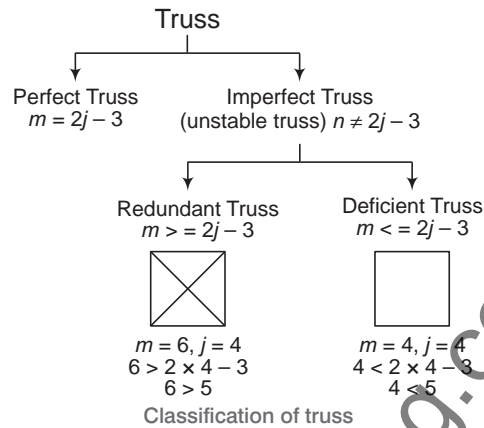 Truss
Perfect Truss
m = 2j – 3
Imperfect Truss
(unstable truss) n ≠ 2j – 3
Redundant Truss
m > = 2j – 3
Deficient Truss
m < = 2j – 3
m = 6, j = 4
6 > 2 × 4 – 3
6 > 5
m = 4, j = 4
4 < 2 × 4 – 3
4 < 5
Classification of truss
g.co